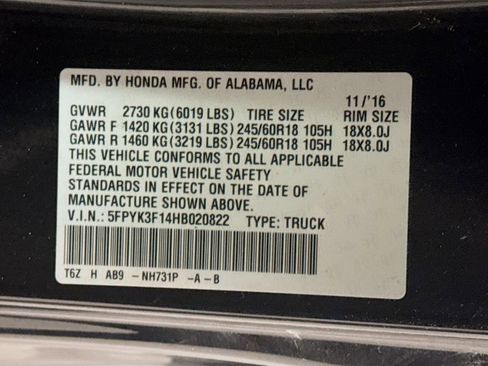 MFD. BY HONDA MFG. OF ALABAMA, LLC
11/'16
GVWR 2730 KG(6019 LBS) TIRE SIZE RIM SIZE
GAWR F 1420 KG(3131 LBS)245/60R18 105H 18X8.0J
GAWR R 1460 KG(3219 LBS)245/60R18 105H 18X8.0J
THIS VEHICLE CONFORMS TO ALL APPLICABLE
FEDERAL MOTOR VEHICLE SAFETY
STANDARDS IN EFFECT ON THE DATE OF
MANUFACTURE SHOWN ABOVE.
V.I.N.: 5FPYK3F14HB020822 TYPE: TRUCK
T6Z H AB9 -NH731P -A-B